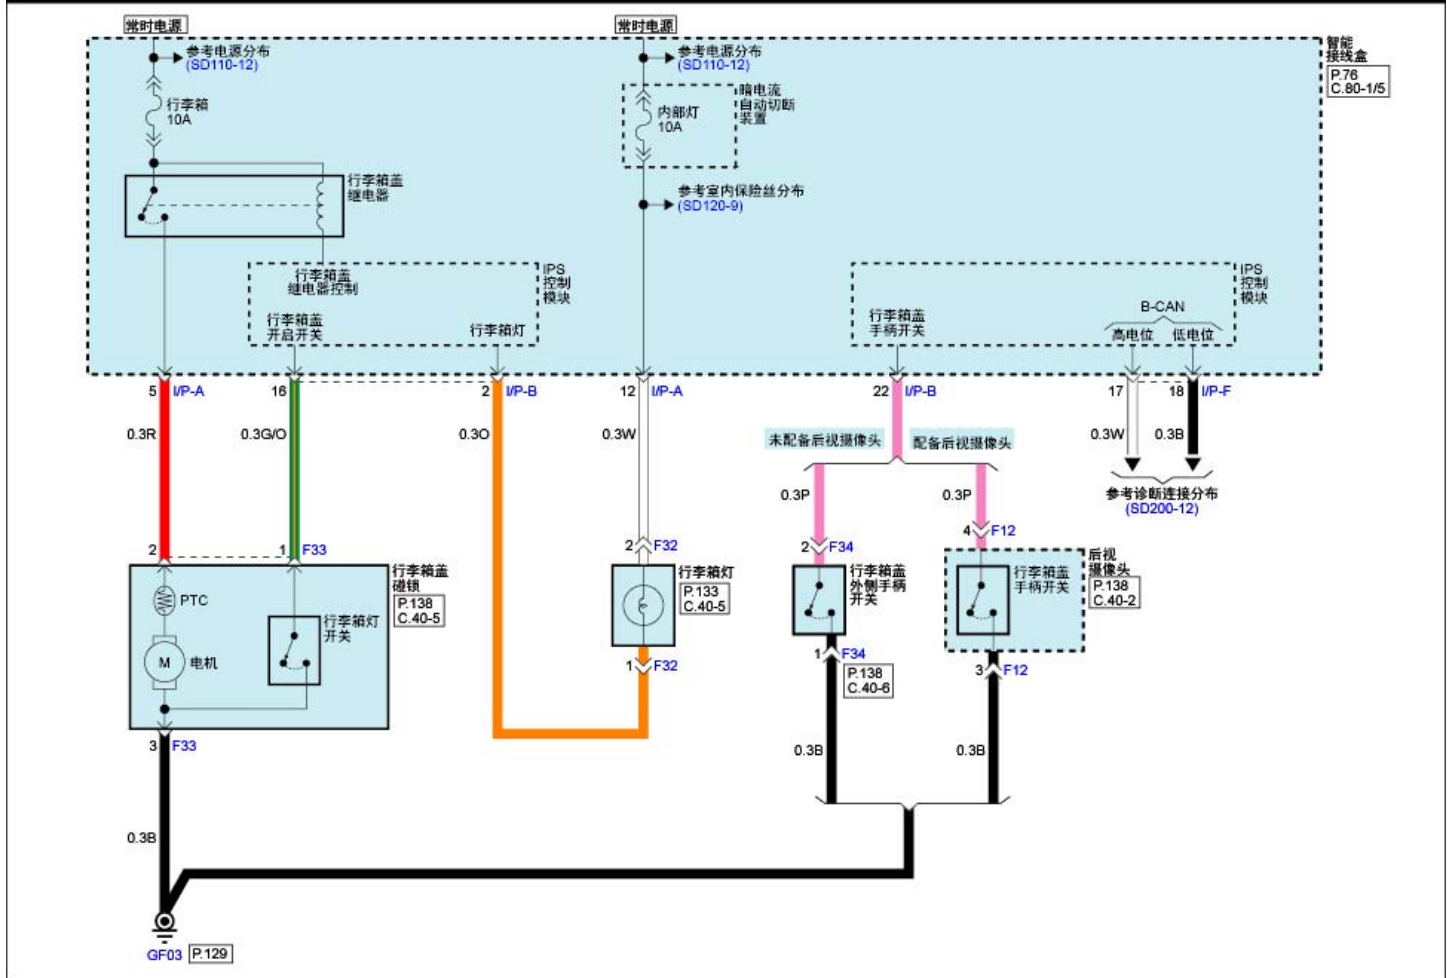 常时电源
常时电源
参考电源分布
(SD110-12)
参考电源分布
(SD110-12)
智能
接线盒
P.76
C.80-1/5
行李箱
10A
内部灯
10A
暗电流
自动切断
装置
行李箱盖
继电器
参考室内保险丝分布
(SD120-9)
行李箱盖
继电器控制
IPS
控制
模块
行李箱盖
开启开关
行李箱灯
IPS
控制
模块
行李箱盖
手柄开关
B-CAN
高电位
低电位
5
I/P-A
16
2
I/P-B
12
I/P-A
22
I/P-B
17
18
I/P-F
0.3R
0.3G/O
0.3O
0.3W
未配备后视摄像头
配备后视摄像头
0.3W
0.3B
参考诊断连接分布
(SD200-12)
0.3P
0.3P
4
F12
2
1
F33
2
F32
2
F34
行李箱盖
碰锁
P.138
C.40-5
PTC
行李箱灯
开关
M
电机
行李箱灯
P.133
C.40-5
行李箱盖
外侧手柄
开关
行李箱盖
手柄开关
后视
摄像头
P.138
C.40-2
1
F32
1
F34
P.138
C.40-6
3
F12
3
F33
0.3B
0.3B
0.3B
GF03
P.129